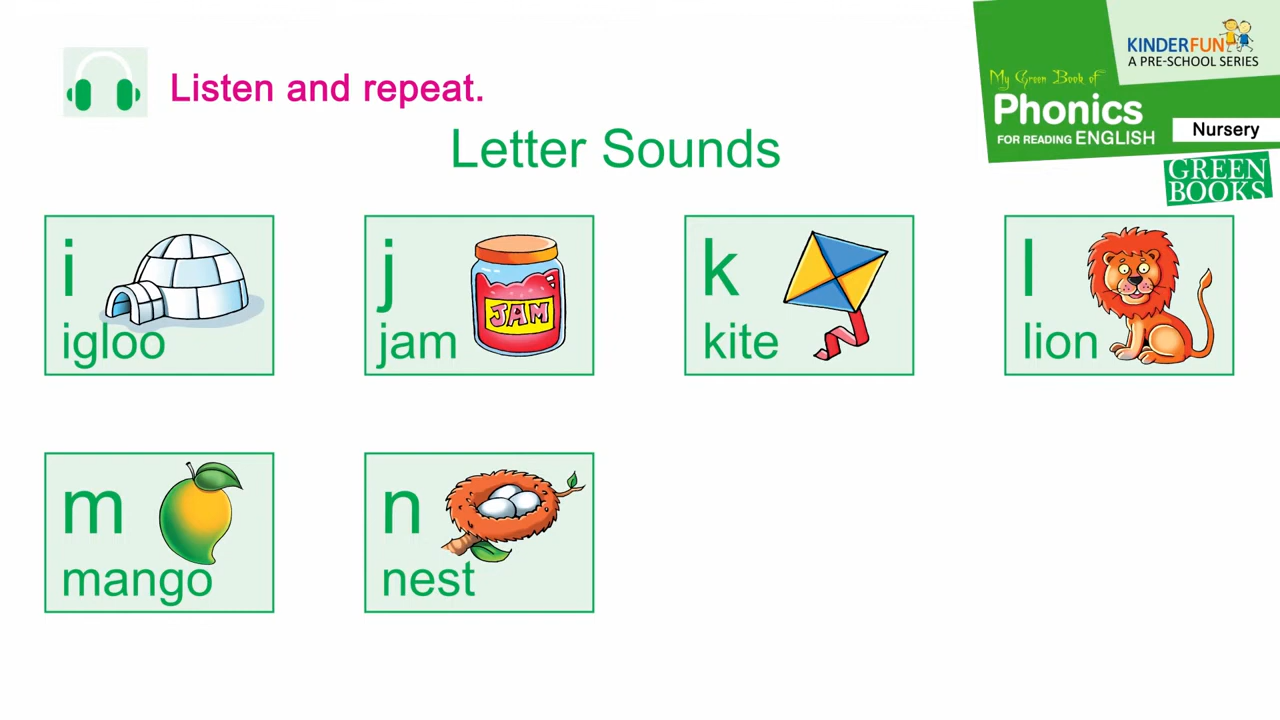 Listen and repeat.
Letter Sounds
KINDERFUN
A PRE-SCHOOL SERIES
My Green Book of
Phonics
FOR READING ENGLISH
Nursery
GREEN
BOOKS
i
igloo
j
JAM
jam
k
kite
l
lion
m
mango
n
nest